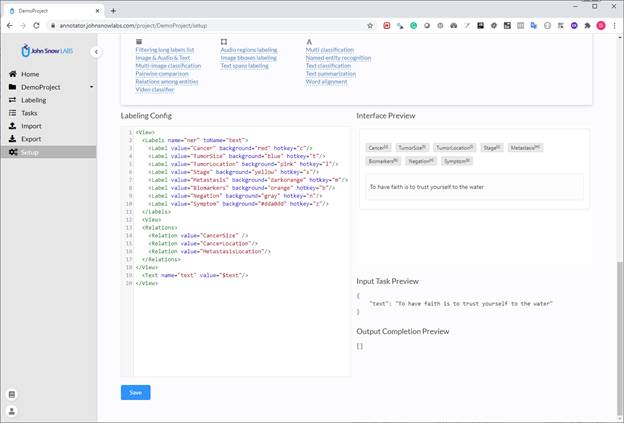 DemoProject
annotator.johnsnowlabs.com/project/DemoProject/setup
John Snow LABS
Home
DemoProject
Labeling
Tasks
Import
Export
Setup
Filtering long labels list
Image & Audio & Text
Multi-image classification
Pairwise comparison
Relations among entities
Video classifier
Audio regions labeling
Image bboxes labeling
Text spans labeling
Multi classification
Named entity recognition
Text classification
Text summarization
Word alignment
Labeling Config
1 <View>
2 <Labels name="ner" toName="text">
3 <Label value="Cancer" background="red" hotkey="c"/>
4 <Label value="TumorSize" background="blue" hotkey="t"/>
5 <Label value="TumorLocation" background="pink" hotkey="l"/>
6 <Label value="Stage" background="yellow" hotkey="s"/>
7 <Label value="Metastasis" background="darkorange" hotkey="m"/>
8 <Label value="Biomarkers" background="orange" hotkey="b"/>
9 <Label value="Negation" background="gray" hotkey="n"/>
10 <Label value="Symptom" background="#dda0dd" hotkey="z"/>
11 </Labels>
12 <View>
13 <Relations>
14 <Relation value="CancerSize" />
15 <Relation value="CancerLocation"/>
16 <Relation value="MetastasisLocation"/>
17 </Relations>
18 </View>
19 <Text name="text" value="$text"/>
20 </View>
Save
Interface Preview
Cancer[c] TumorSize[t] TumorLocation[l] Stage[s] Metastasis[m]
Biomarkers[b] Negation[n] Symptom[z]
To have faith is to trust yourself to the water
Input Task Preview
{
"text": "To have faith is to trust yourself to the water"
}
Output Completion Preview
[]